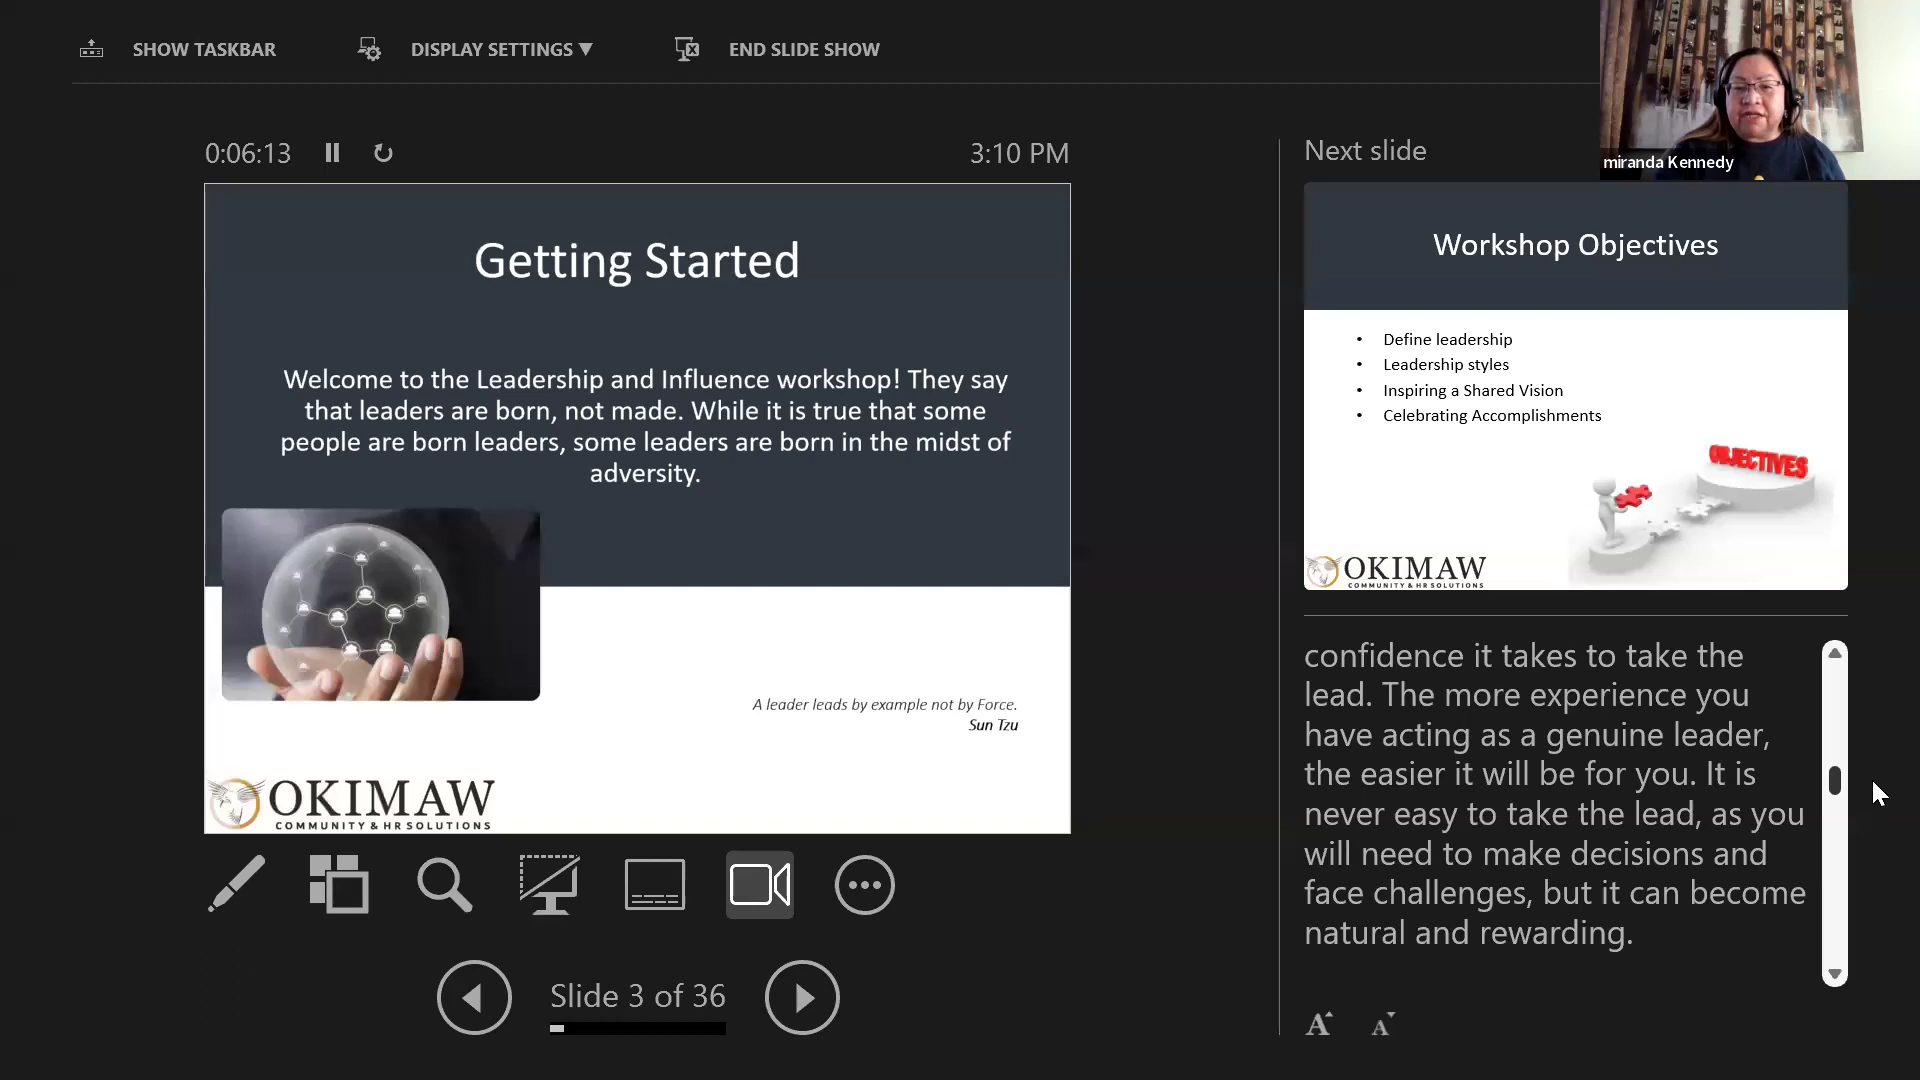 SHOW TASKBAR
DISPLAY SETTINGS ▼
END SLIDE SHOW
miranda Kennedy
0:06:13
3:10 PM
Getting Started
Welcome to the Leadership and Influence workshop! They say
that leaders are born, not made. While it is true that some
people are born leaders, some leaders are born in the midst of
adversity.
A leader leads by example not by Force.
Sun Tzu
OKIMAW
COMMUNITY & HR SOLUTIONS
Slide 3 of 36
Next slide
Workshop Objectives
• Define leadership
• Leadership styles
• Inspiring a Shared Vision
• Celebrating Accomplishments
OBJECTIVES
OKIMAW
COMMUNITY & HR SOLUTIONS
confidence it takes to take the
lead. The more experience you
have acting as a genuine leader,
the easier it will be for you. It is
never easy to take the lead, as you
will need to make decisions and
face challenges, but it can become
natural and rewarding.
A A